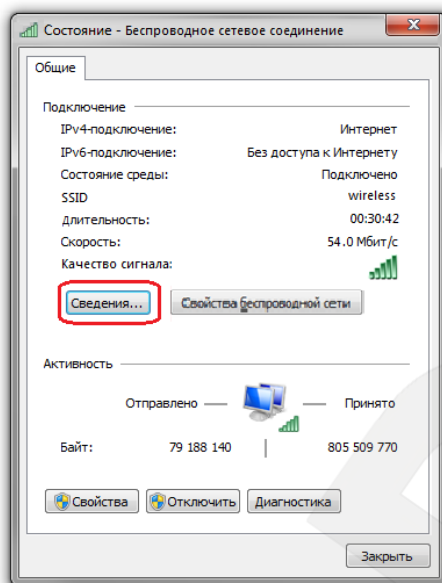 Состояние - Беспроводное сетевое соединение
Общие
Подключение
IPv4-подключение: Интернет
IPv6-подключение: Без доступа к Интернету
Состояние среды: Подключено
SSID wireless
Длительность: 00:30:42
Скорость: 54.0 Мбит/с
Качество сигнала:
Сведения... Свойства беспроводной сети
Активность
Отправлено — — Принято
Байт: 79 188 140 | 805 509 770
Свойства Отключить Диагностика
Закрыть